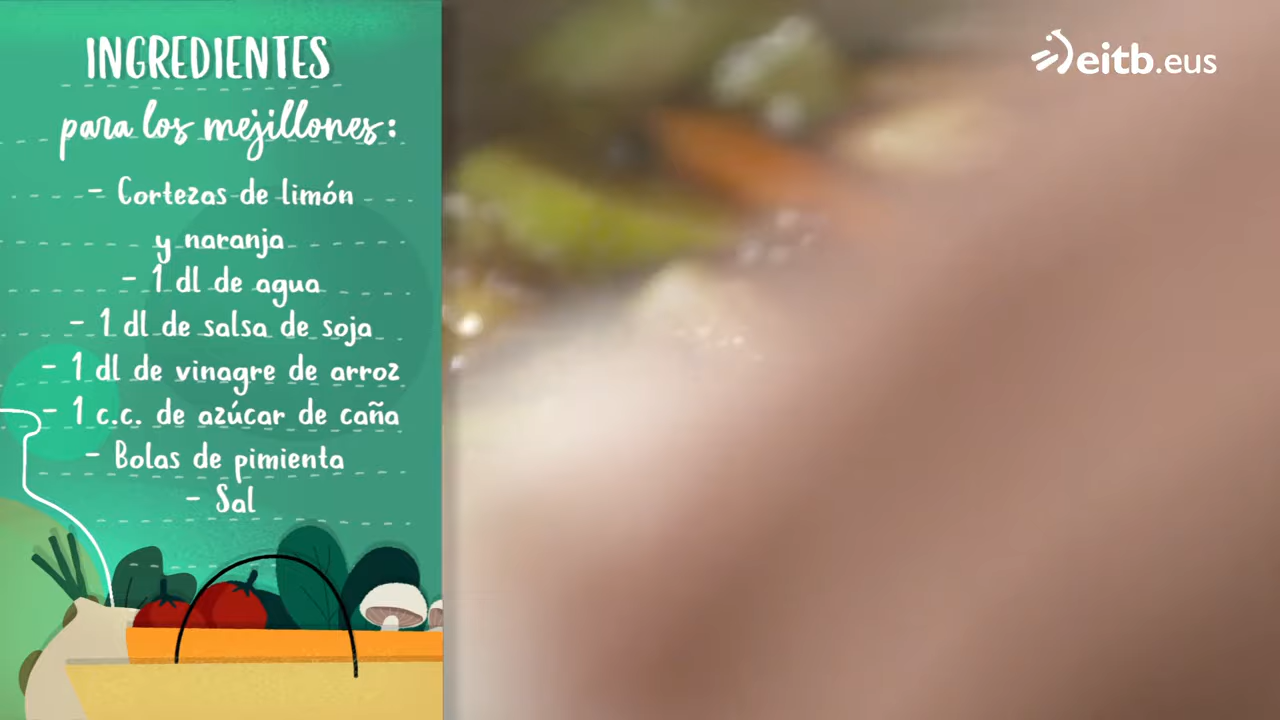 INGREDIENTES
para los mejillones:
- Cortezas de limón
y naranja
- 1 dl de agua
- 1 dl de salsa de soja
- 1 dl de vinagre de arroz
- 1 c.c. de azúcar de caña
- Bolas de pimienta
- Sal
eitb.eus